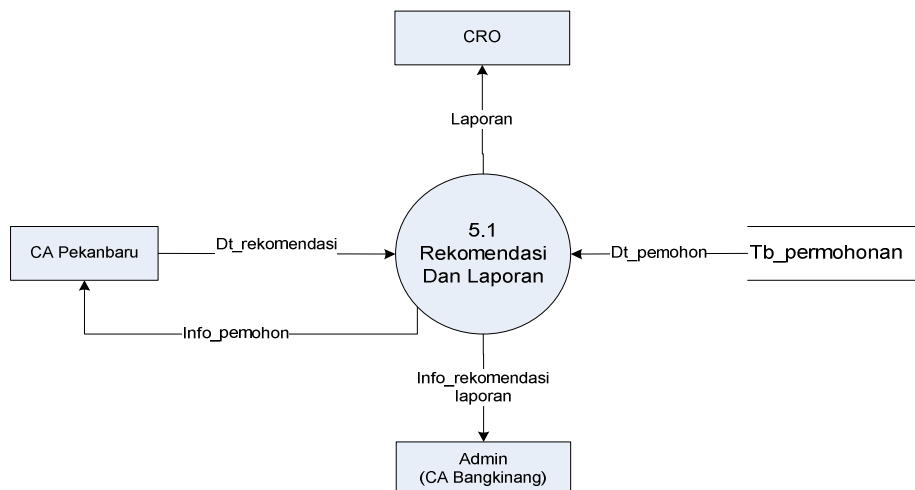 CRO
Laporan
5.1
Rekomendasi
Dan Laporan
CA Pekanbaru
Dt_rekomendasi
Dt_pemohon
Tb_permohonan
Info_pemohon
Info_rekomendasi
laporan
Admin
(CA Bangkinang)